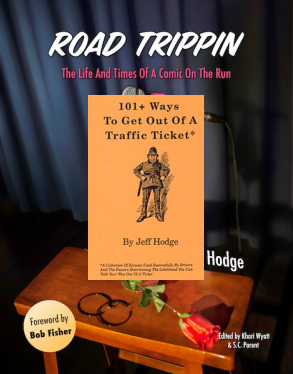 ROAD TRIPPIN
The Life And Times Of A Comic On The Run
101+ Ways
To Get Out Of A
Traffic Ticket*
By Jeff Hodge
*A Collection Of Excuses Used Successfully By Drivers
And The Factors Determining The Likelihood You Can
Talk Your Way Out Of A Ticket
Hodge
Foreword by
Bob Fisher
Edited by Khari Wyatt
& S.C. Parent